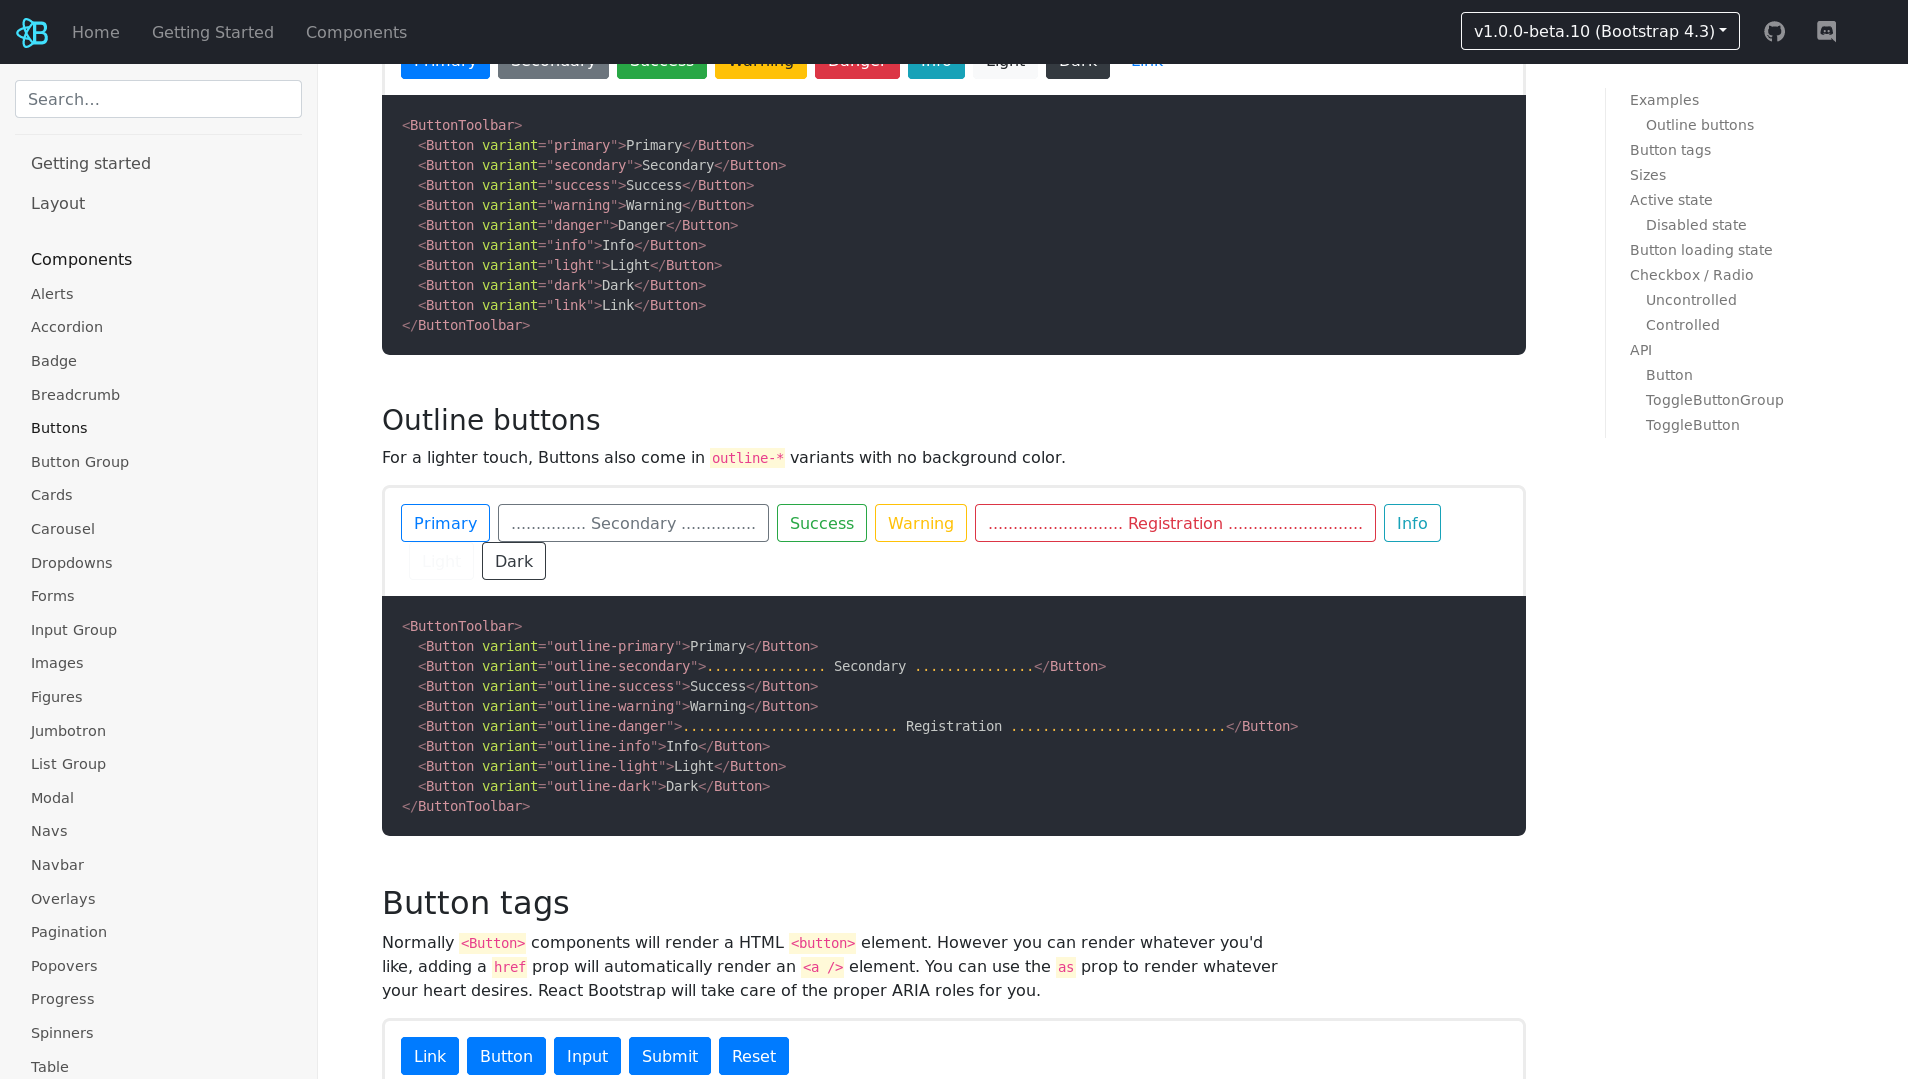 Home Getting Started Components v1.0.0-beta.10 (Bootstrap 4.3)
Search...
Getting started
Layout
Components
Alerts
Accordion
Badge
Breadcrumb
Buttons
Button Group
Cards
Carousel
Dropdowns
Forms
Input Group
Images
Figures
Jumbotron
List Group
Modal
Navs
Navbar
Overlays
Pagination
Popovers
Progress
Spinners
Table
Primary Secondary Success Warning Danger Info Light Dark Link
<ButtonToolbar>
<Button variant="primary">Primary</Button>
<Button variant="secondary">Secondary</Button>
<Button variant="success">Success</Button>
<Button variant="warning">Warning</Button>
<Button variant="danger">Danger</Button>
<Button variant="info">Info</Button>
<Button variant="light">Light</Button>
<Button variant="dark">Dark</Button>
<Button variant="link">Link</Button>
</ButtonToolbar>
Outline buttons
For a lighter touch, Buttons also come in outline-* variants with no background color.
Primary ............... Secondary ............... Success Warning ........................... Registration ........................... Info
Light Dark
<ButtonToolbar>
<Button variant="outline-primary">Primary</Button>
<Button variant="outline-secondary">............... Secondary ...............</Button>
<Button variant="outline-success">Success</Button>
<Button variant="outline-warning">Warning</Button>
<Button variant="outline-danger">........................... Registration ...........................</Button>
<Button variant="outline-info">Info</Button>
<Button variant="outline-light">Light</Button>
<Button variant="outline-dark">Dark</Button>
</ButtonToolbar>
Button tags
Normally <Button> components will render a HTML <button> element. However you can render whatever you'd
like, adding a href prop will automatically render an <a /> element. You can use the as prop to render whatever
your heart desires. React Bootstrap will take care of the proper ARIA roles for you.
Link Button Input Submit Reset
Examples
Outline buttons
Button tags
Sizes
Active state
Disabled state
Button loading state
Checkbox / Radio
Uncontrolled
Controlled
API
Button
ToggleButtonGroup
ToggleButton